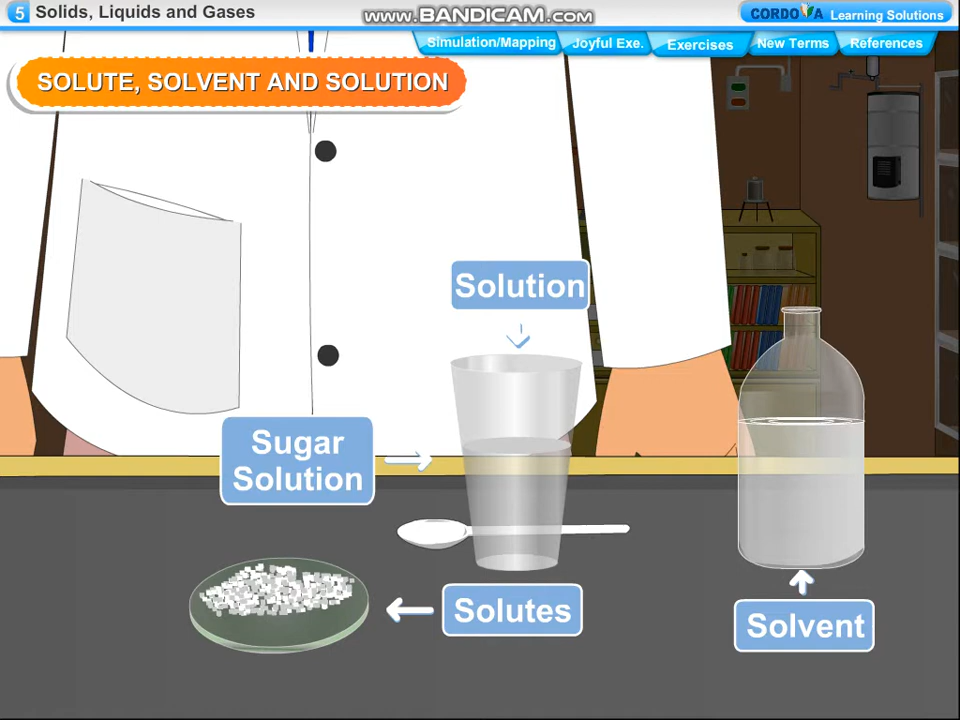 5 Solids, Liquids and Gases
www.BANDICAM.com
CORDOVA Learning Solutions
Simulation/Mapping
Joyful Exe.
Exercises
New Terms
References
SOLUTE, SOLVENT AND SOLUTION
Solution
Sugar
Solution
Solutes
Solvent